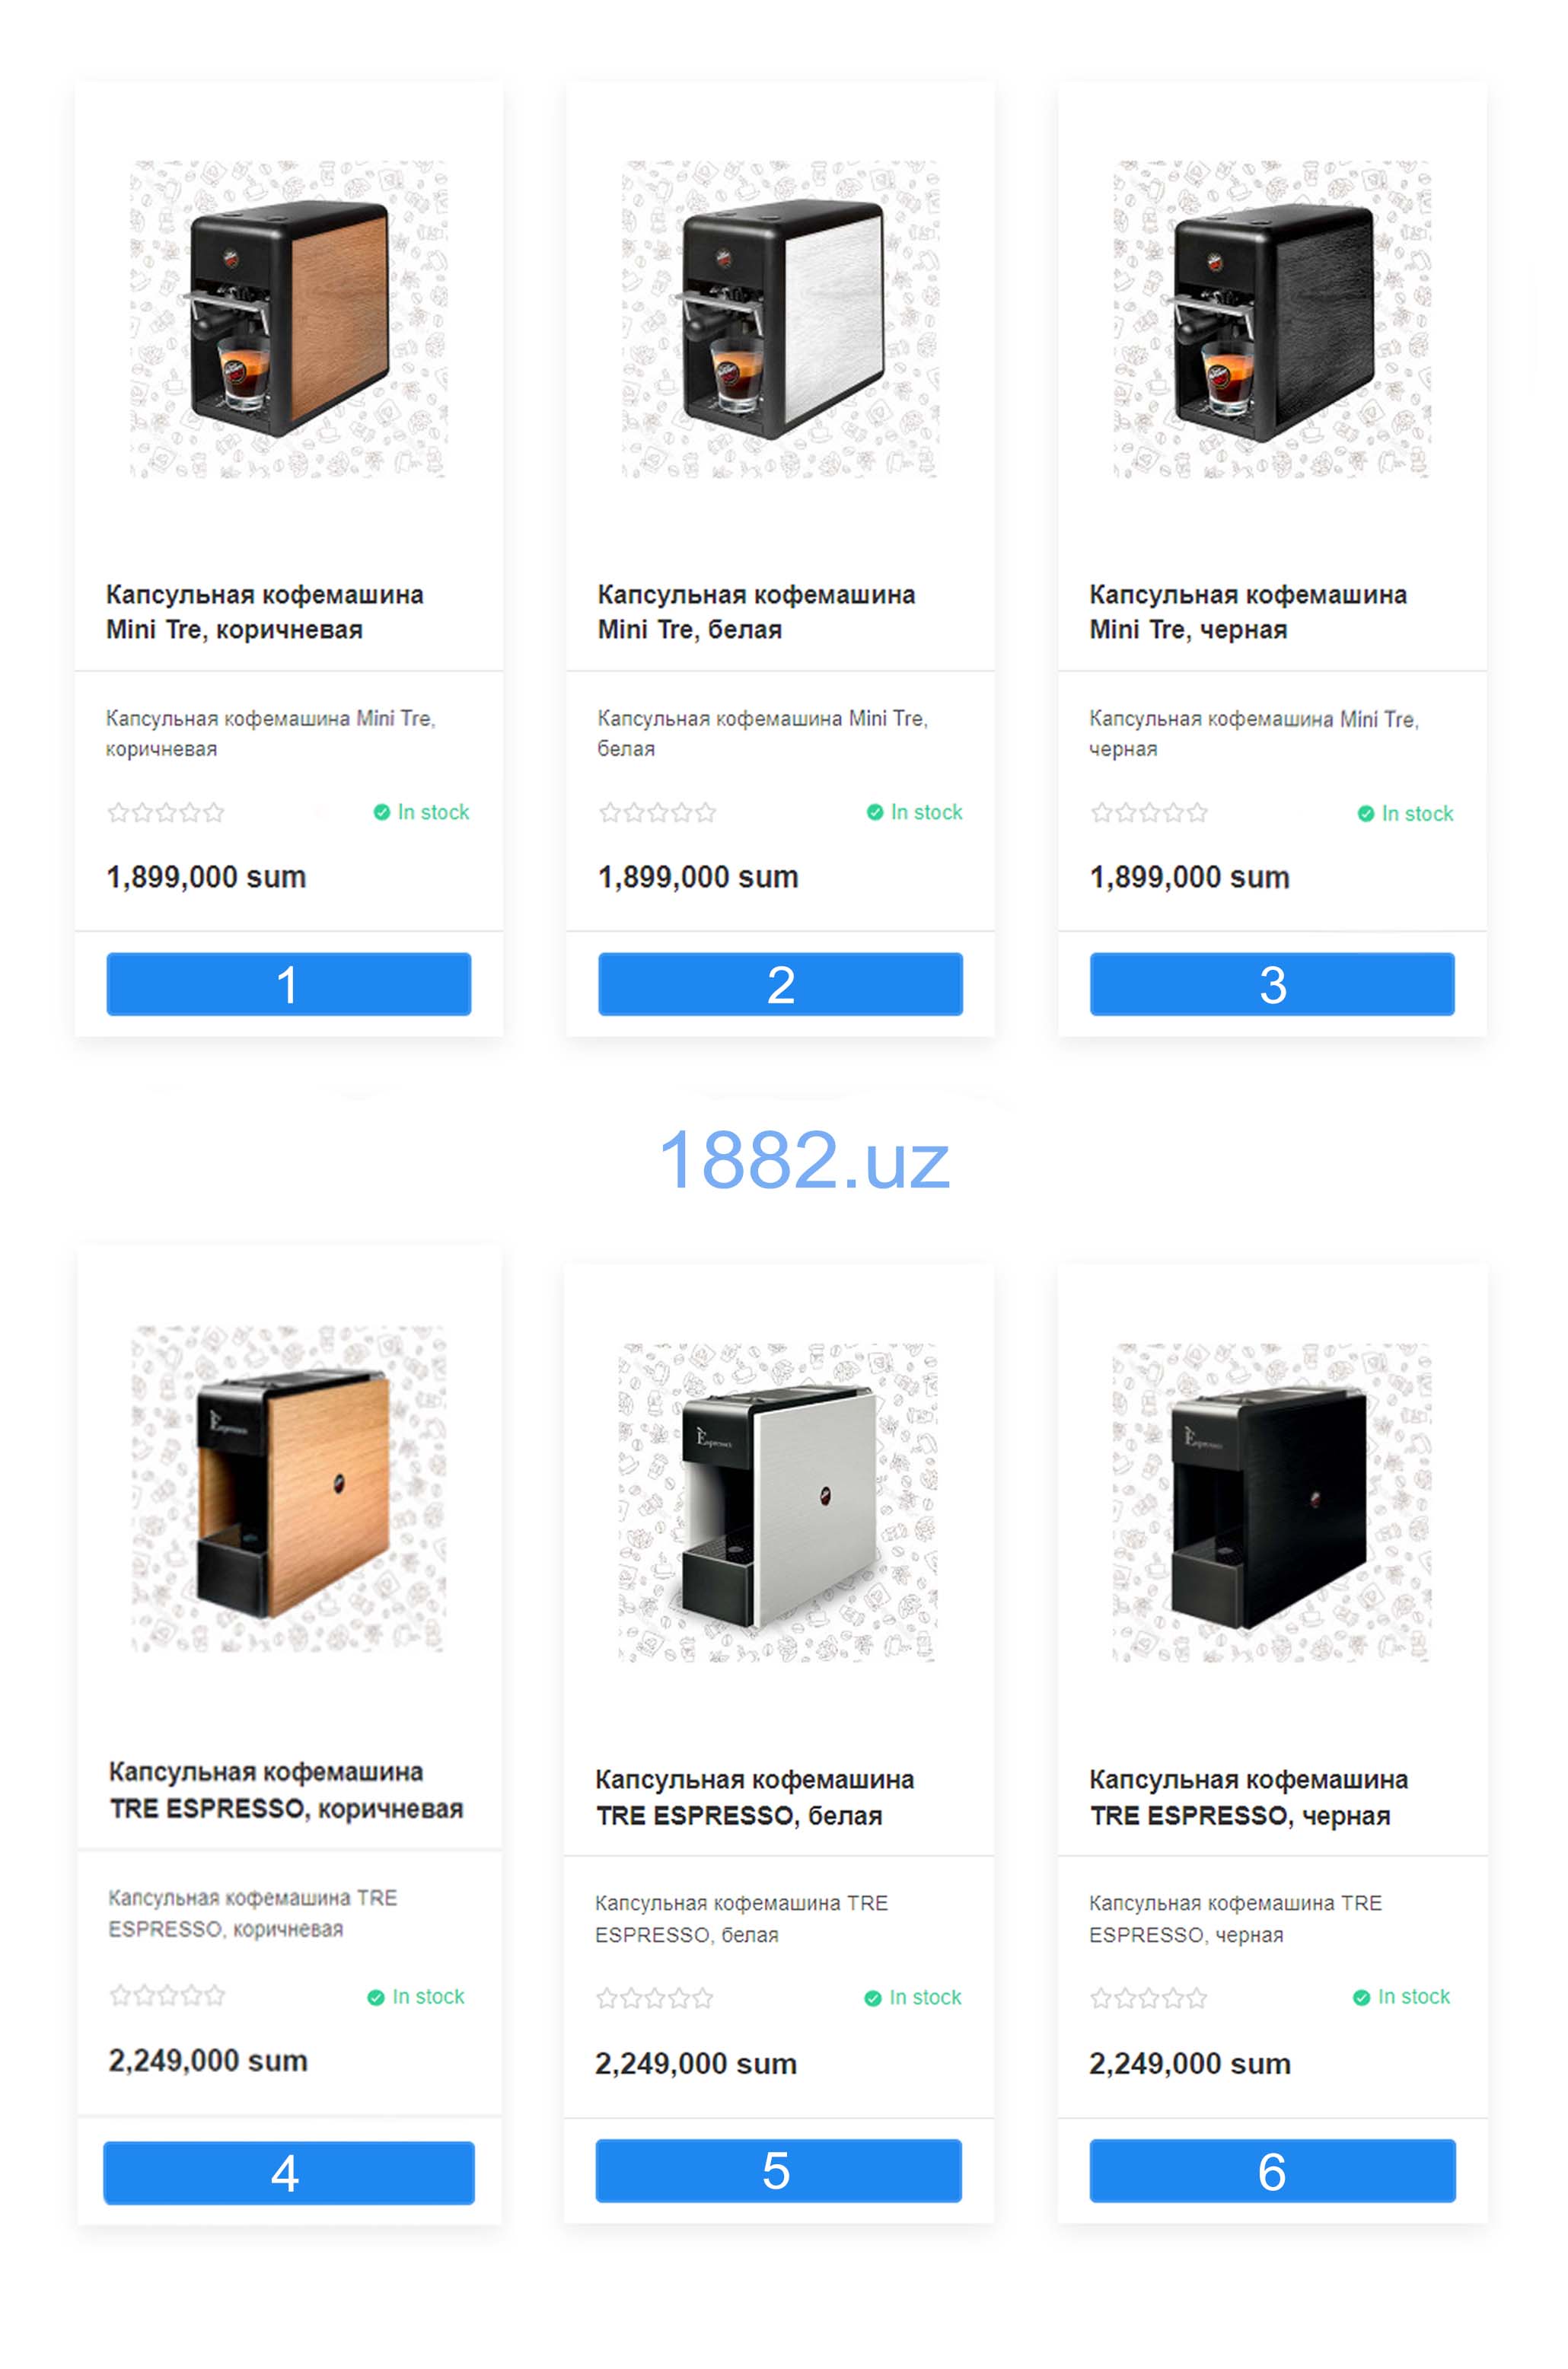 Капсульная кофемашина
Mini Tre, коричневая
Капсульная кофемашина Mini Tre,
коричневая
In stock
1,899,000 sum
1
Капсульная кофемашина
Mini Tre, белая
Капсульная кофемашина Mini Tre,
белая
In stock
1,899,000 sum
2
Капсульная кофемашина
Mini Tre, черная
Капсульная кофемашина Mini Tre,
черная
In stock
1,899,000 sum
3
1882.uz
Espresso
Капсульная кофемашина
TRE ESPRESSO, коричневая
Капсульная кофемашина TRE
ESPRESSO, коричневая
In stock
2,249,000 sum
4
Espresso
Капсульная кофемашина
TRE ESPRESSO, белая
Капсульная кофемашина TRE
ESPRESSO, белая
In stock
2,249,000 sum
5
Espresso
Капсульная кофемашина
TRE ESPRESSO, черная
Капсульная кофемашина TRE
ESPRESSO, черная
In stock
2,249,000 sum
6